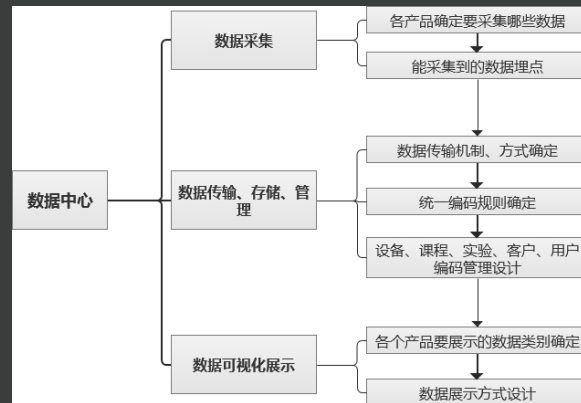 数据采集
各产品确定要采集哪些数据
能采集到的数据埋点
数据中心
数据传输、存储、管
理
数据传输机制、方式确定
统一编码规则确定
设备、课程、实验、客户、用户
编码管理设计
数据可视化展示
各个产品要展示的数据类别确定
数据展示方式设计